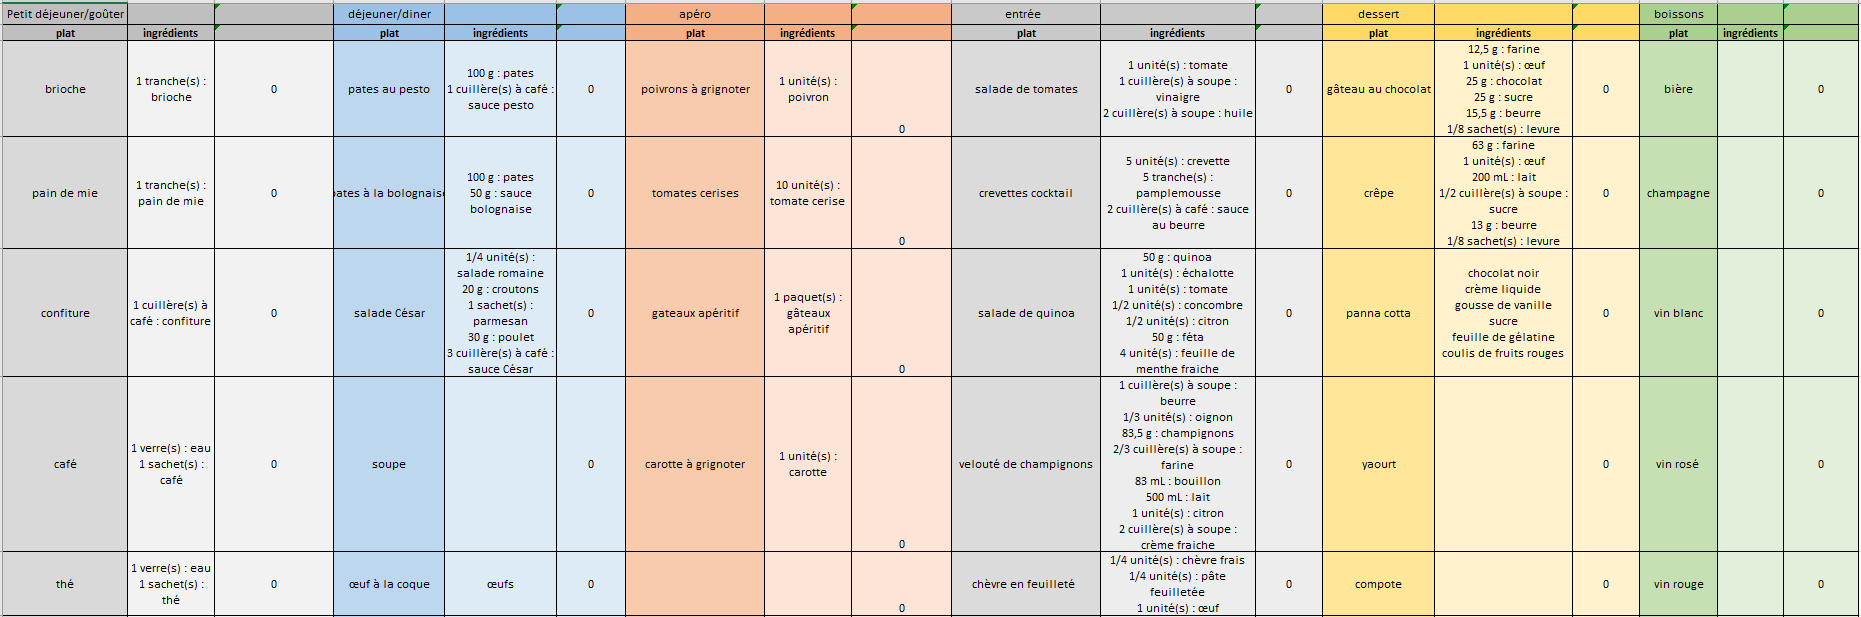 Petit déjeuner/goûter
déjeuner/diner
apéro
entrée
dessert
boissons
plat
ingrédients
plat
ingrédients
plat
ingrédients
plat
ingrédients
plat
ingrédients
plat
ingrédients
brioche
1 tranche(s) :
brioche
0
pates au pesto
100 g : pates
1 cuillère(s) à café :
sauce pesto
0
poivrons à grignoter
1 unité(s) :
poivron
0
salade de tomates
1 unité(s) : tomate
1 cuillère(s) à soupe :
vinaigre
2 cuillère(s) à soupe : huile
0
gâteau au chocolat
12,5 g : farine
1 unité(s) : œuf
25 g : chocolat
25 g : sucre
15,5 g : beurre
1/8 sachet(s) : levure
0
bière
0
pain de mie
1 tranche(s) :
pain de mie
0
pates à la bolognaise
100 g : pates
50 g : sauce
bolognaise
0
tomates cerises
10 unité(s) :
tomate cerise
0
crevettes cocktail
5 unité(s) : crevette
5 tranche(s) :
pamplemousse
2 cuillère(s) à café : sauce
au beurre
0
crêpe
63 g : farine
1 unité(s) : œuf
200 mL : lait
1/2 cuillère(s) à soupe :
sucre
13 g : beurre
1/8 sachet(s) : levure
0
champagne
0
confiture
1 cuillère(s) à
café : confiture
0
salade César
1/4 unité(s) :
salade romaine
20 g : croutons
1 sachet(s) :
parmesan
30 g : poulet
3 cuillère(s) à café :
sauce César
0
gateaux apéritif
1 paquet(s) :
gâteaux
apéritif
0
salade de quinoa
50 g : quinoa
1 unité(s) : échalotte
1 unité(s) : tomate
1/2 unité(s) : concombre
1/2 unité(s) : citron
50 g : féta
4 unité(s) : feuille de
menthe fraiche
0
panna cotta
chocolat noir
crème liquide
gousse de vanille
sucre
feuille de gélatine
coulis de fruits rouges
0
vin blanc
0
café
1 verre(s) : eau
1 sachet(s) :
café
0
soupe
0
carotte à grignoter
1 unité(s) :
carotte
0
velouté de champignons
1 cuillère(s) à soupe :
beurre
1/3 unité(s) : oignon
83,5 g : champignons
2/3 cuillère(s) à soupe :
farine
83 mL : bouillon
500 mL : lait
1 unité(s) : citron
2 cuillère(s) à soupe :
crème fraiche
0
yaourt
0
vin rosé
0
thé
1 verre(s) : eau
1 sachet(s) :
thé
0
œuf à la coque
œufs
0
0
chèvre en feuilleté
1/4 unité(s) : chèvre frais
1/4 unité(s) : pâte
feuilletée
1 unité(s) : œuf
0
compote
0
vin rouge
0